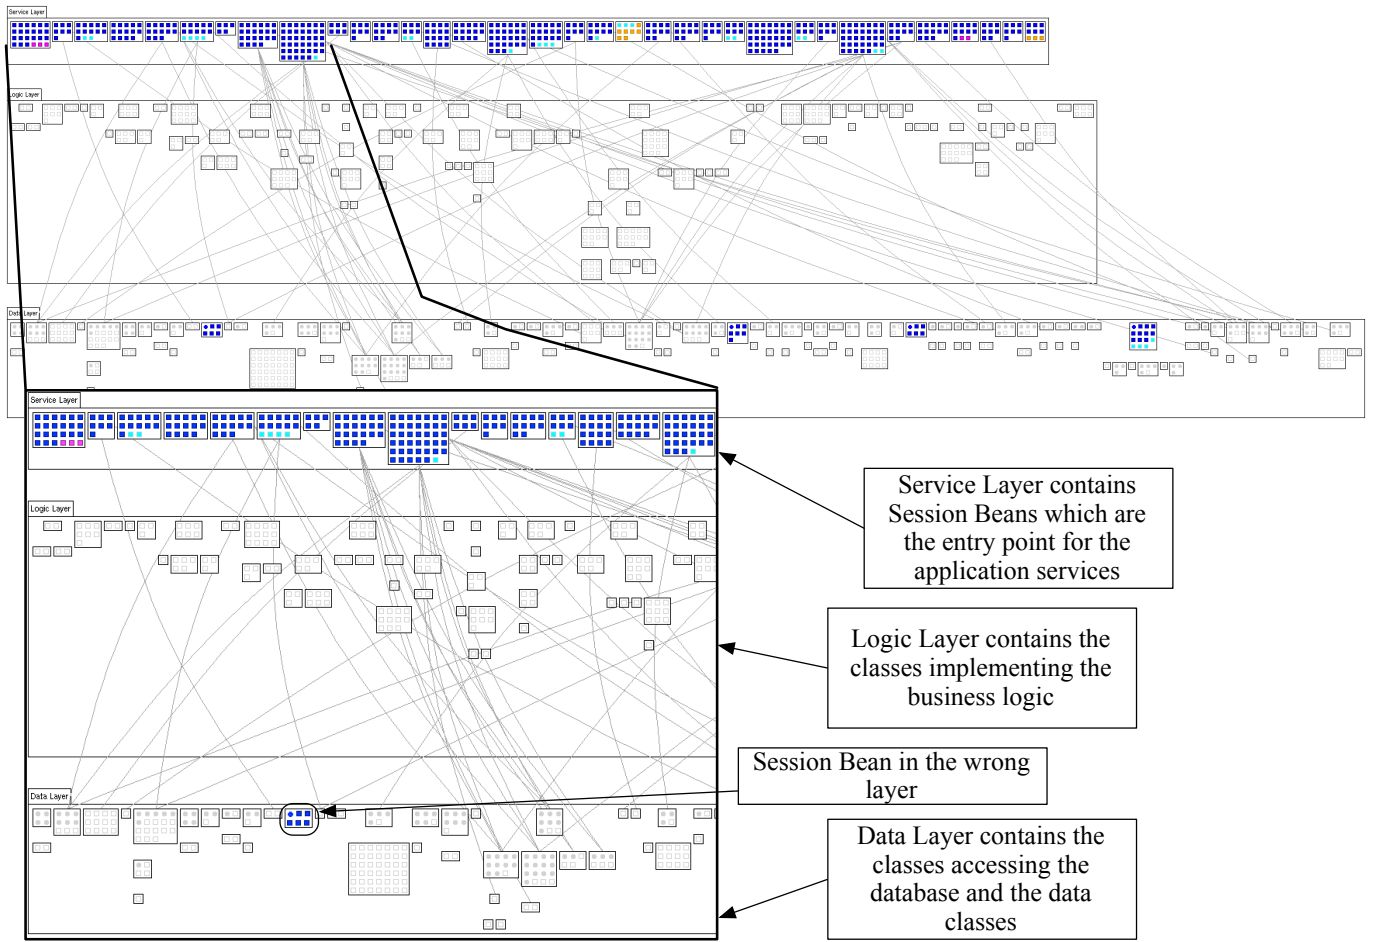 Service Layer
Logic Layer
Data Layer
Service Layer
Logic Layer
Data Layer
Service Layer contains
Session Beans which are
the entry point for the
application services
Logic Layer contains the
classes implementing the
business logic
Session Bean in the wrong
layer
Data Layer contains the
classes accessing the
database and the data
classes